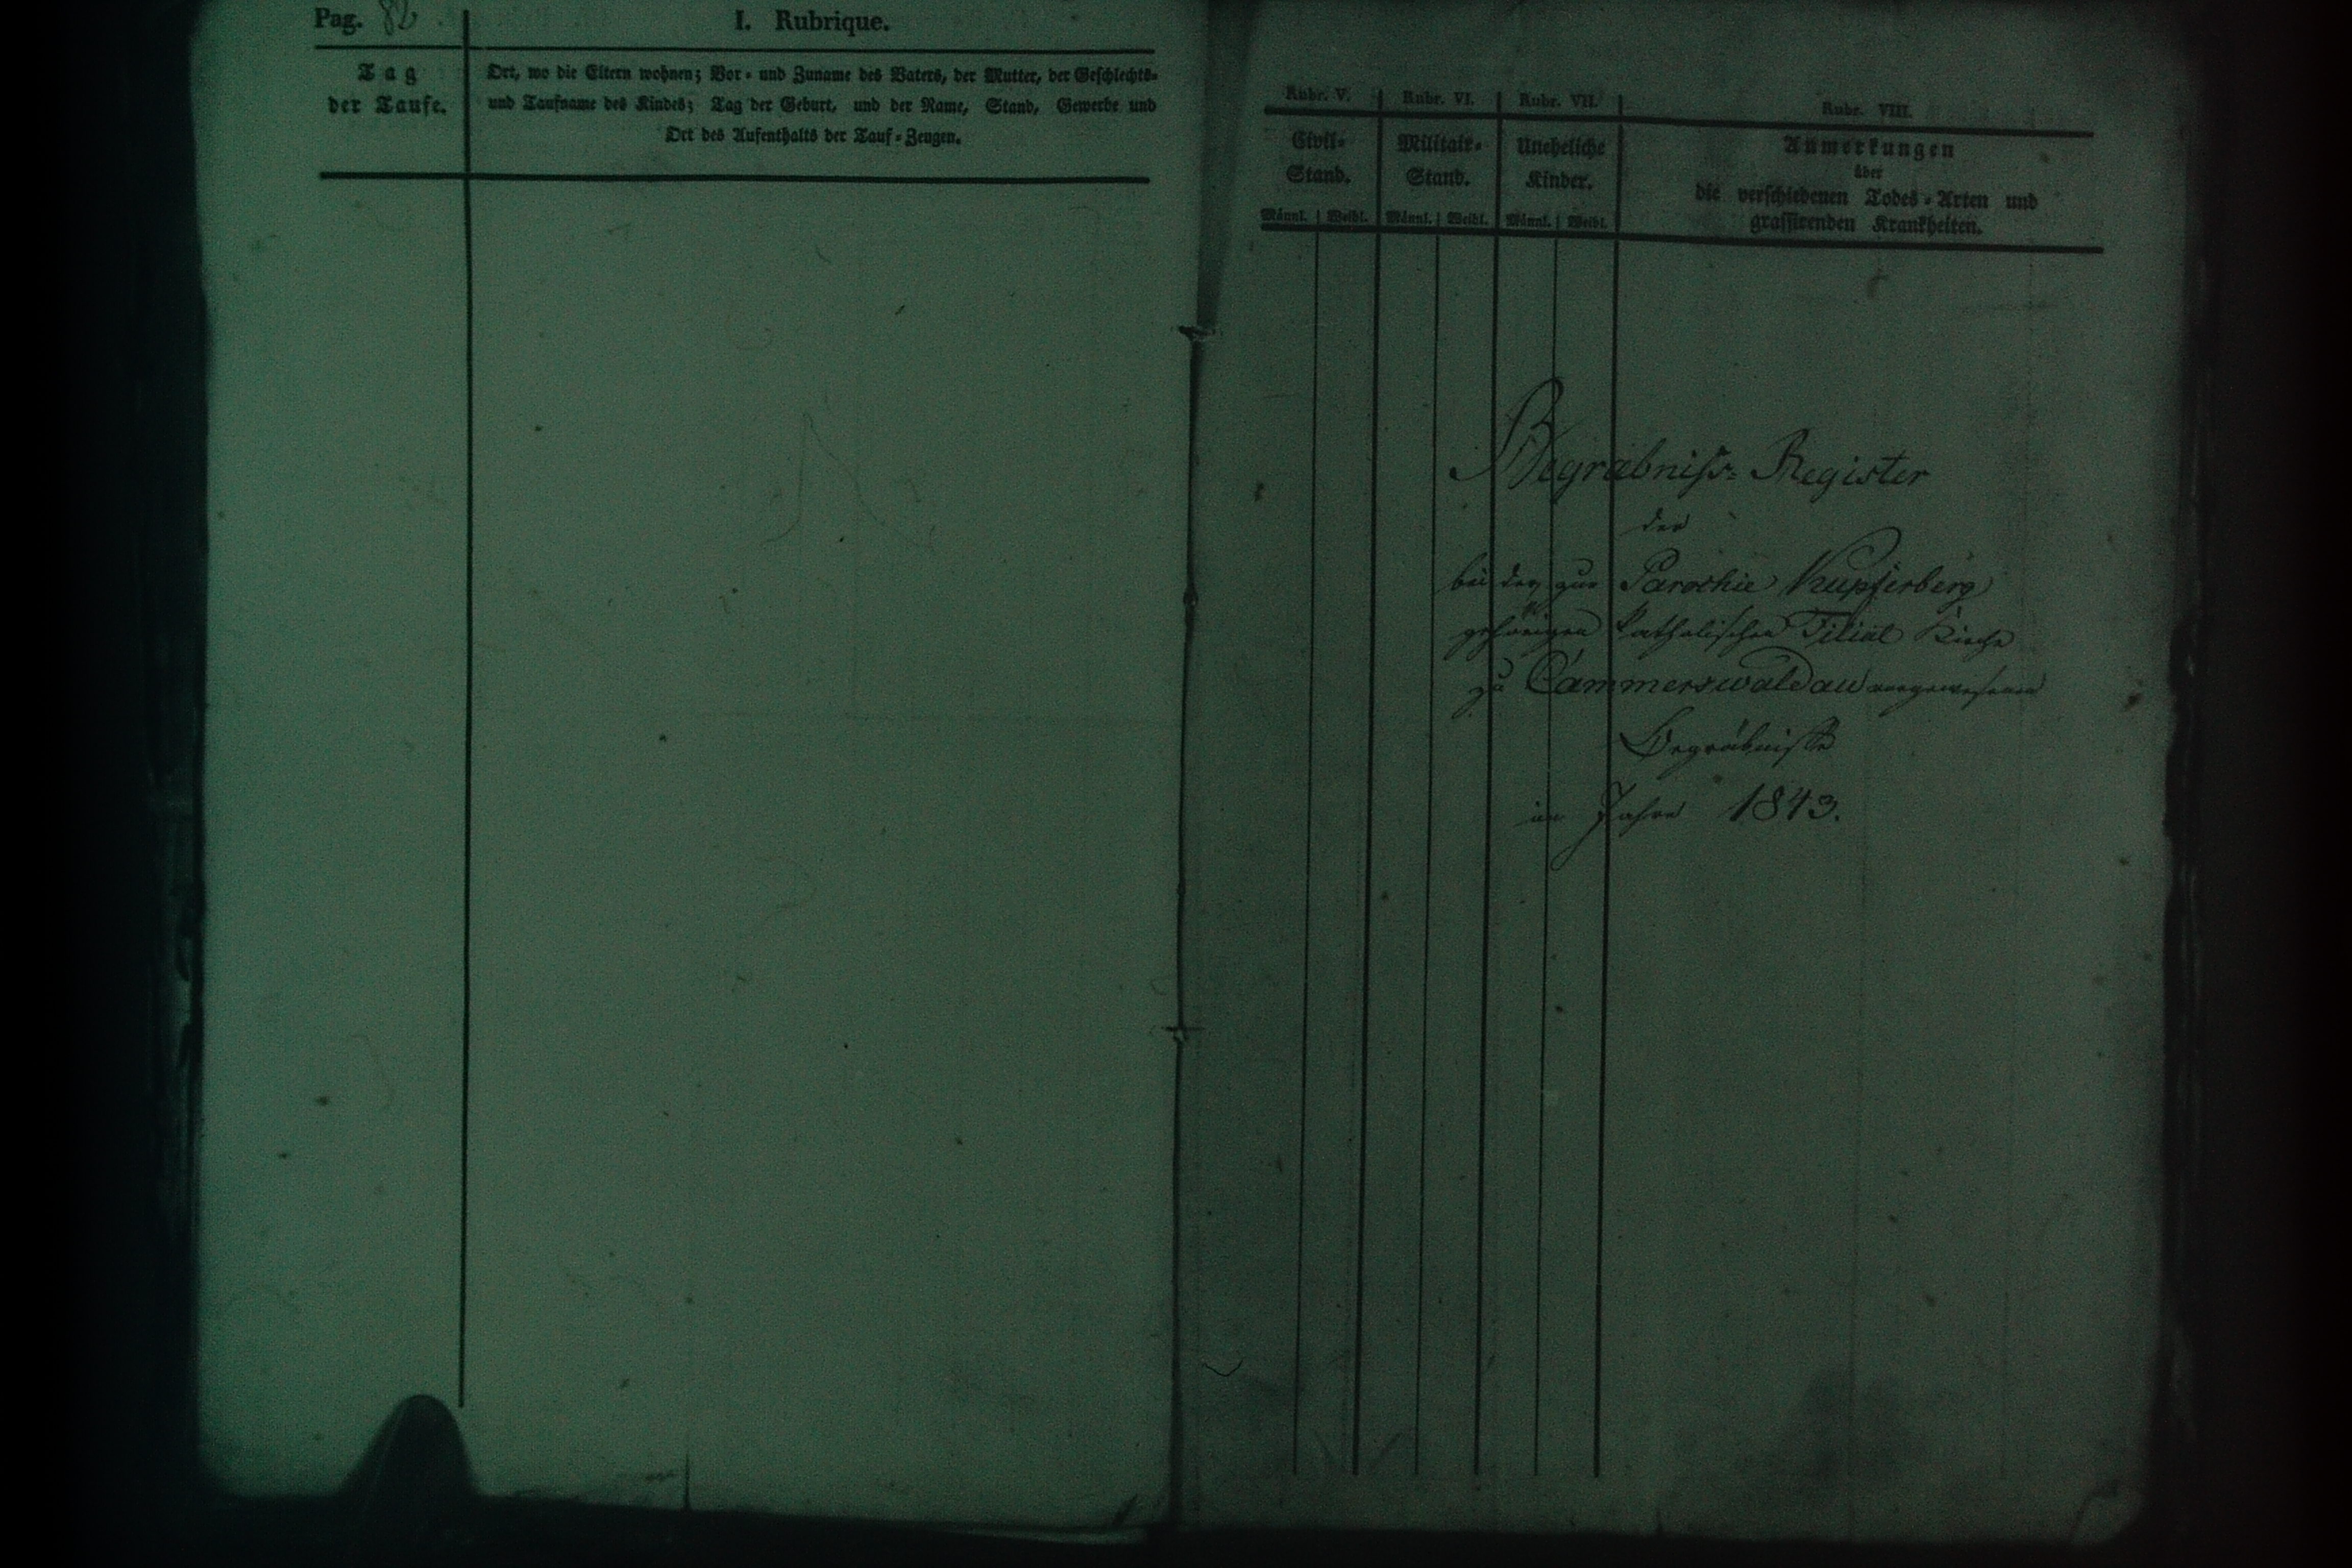 Pag. 82
I. Rubrique.
Tag
der Taufe.
Ort, wo die Eltern wohnen; Vor- und Zuname des Vaters, der Mutter, der Geschlechts-
und Taufname des Kindes; Tag der Geburt, und der Name, Stand, Gewerbe und
Ort des Aufenthalts der Tauf-Zeugen.
Rubr. V.
Rubr. VI.
Rubr. VII.
Rubr. VIII.
Civil-
Stand.
Militair-
Stand.
Uneheliche
Kinder.
Anmerkungen
über
die verschiedenen Todes-Arten und
grassirenden Krankheiten.
Männl. Weibl. Männl. Weibl. Männl. Weibl.
Begräbniss-Register
der
bei der zur Parochie Kupferberg
gehörigen katholischen Filial Kirche
zu Cammerswaldau vorgewesenen
Begräbnisse
im Jahre 1843.